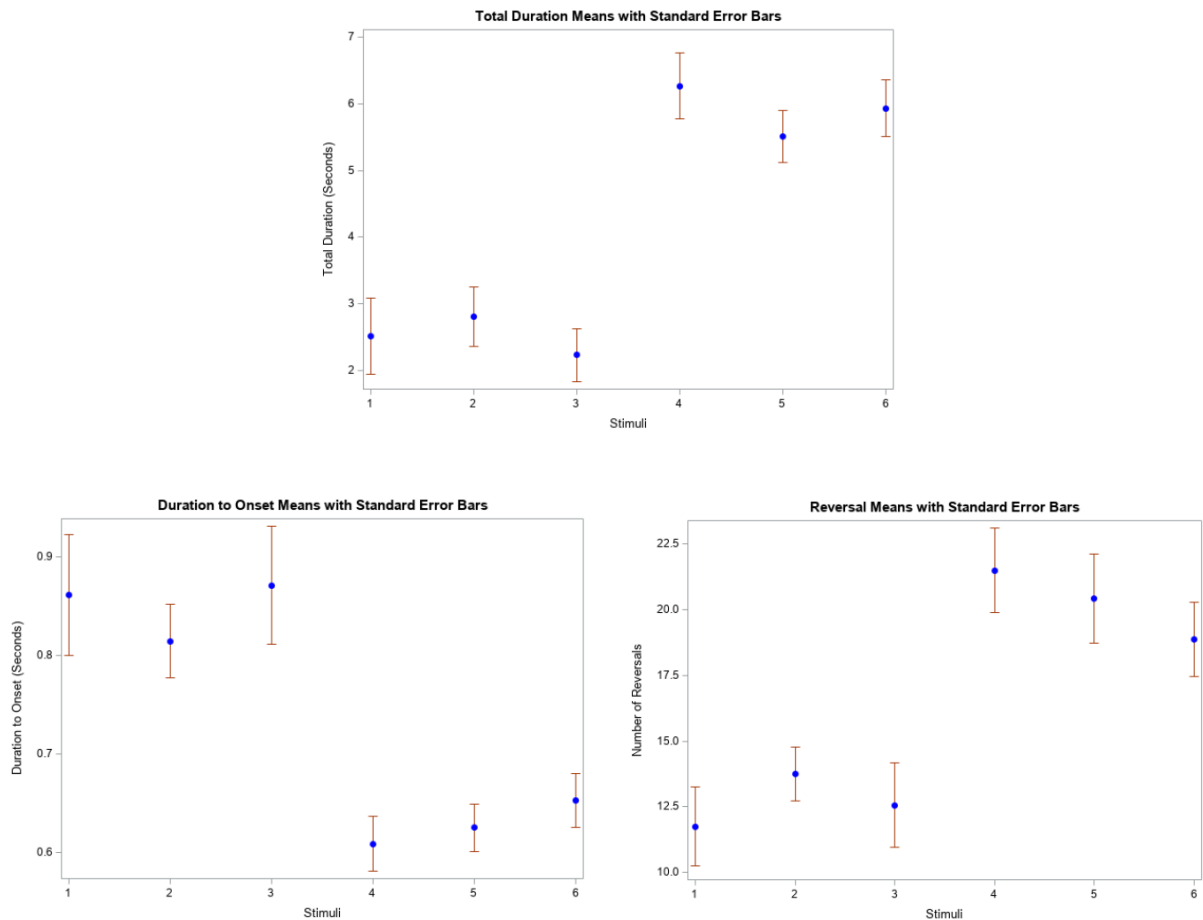 Total Duration Means with Standard Error Bars
7
6
5
4
3
2
Total Duration (Seconds)
1 2 3 4 5 6
Stimuli
Duration to Onset Means with Standard Error Bars
0.9
0.8
0.7
0.6
Duration to Onset (Seconds)
1 2 3 4 5 6
Stimuli
Reversal Means with Standard Error Bars
22.5
20.0
17.5
15.0
12.5
10.0
Number of Reversals
1 2 3 4 5 6
Stimuli